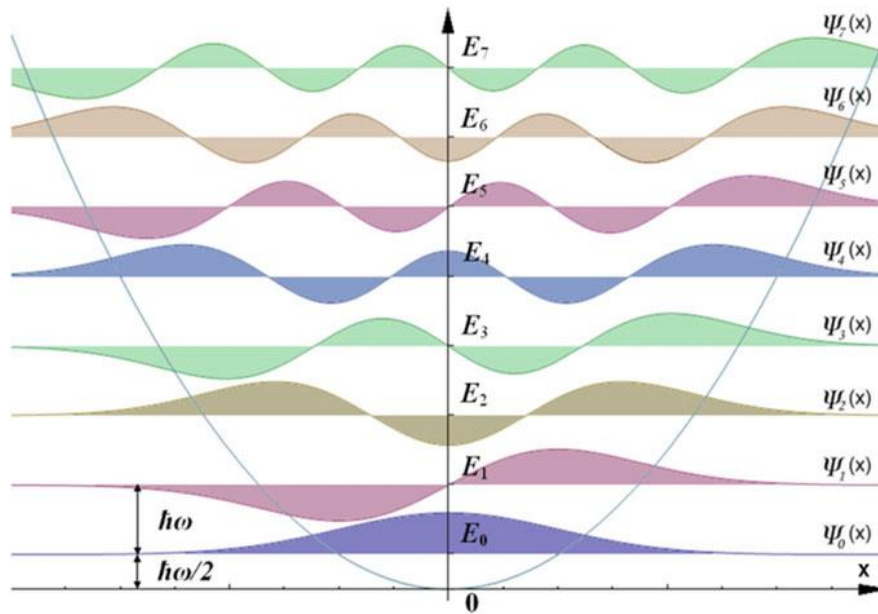 E₇ Ψ₇(x)
E₆ Ψ₆(x)
E₅ Ψ₅(x)
E₄ Ψ₄(x)
E₃ Ψ₃(x)
E₂ Ψ₂(x)
E₁ Ψ₁(x)
ħω
E₀ Ψ₀(x)
ħω/2
x
0